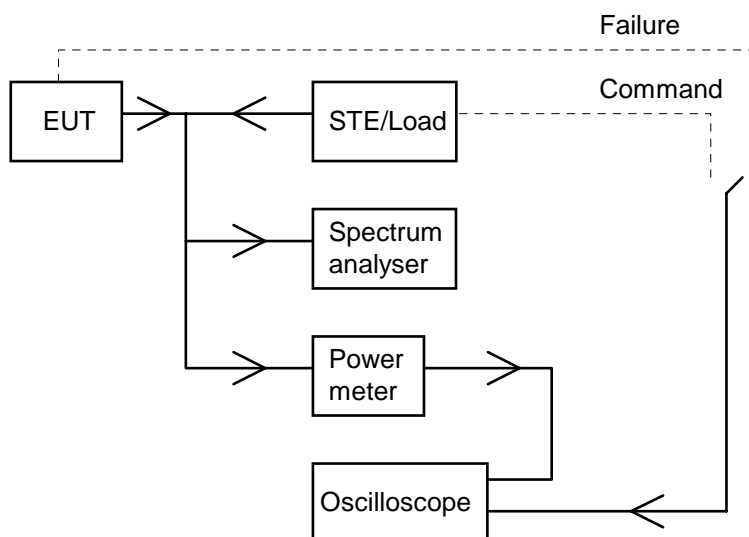 Failure
Command
EUT
STE/Load
Spectrum
analyser
Power
meter
Oscilloscope